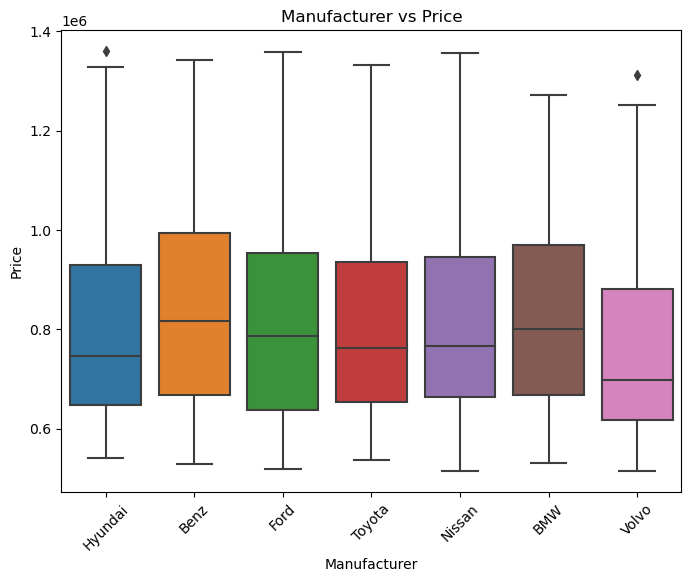 Manufacturer vs Price
1e6
1.4
1.2
1.0
0.8
0.6
Price
Hyundai
Benz
Ford
Toyota
Nissan
BMW
Volvo
Manufacturer